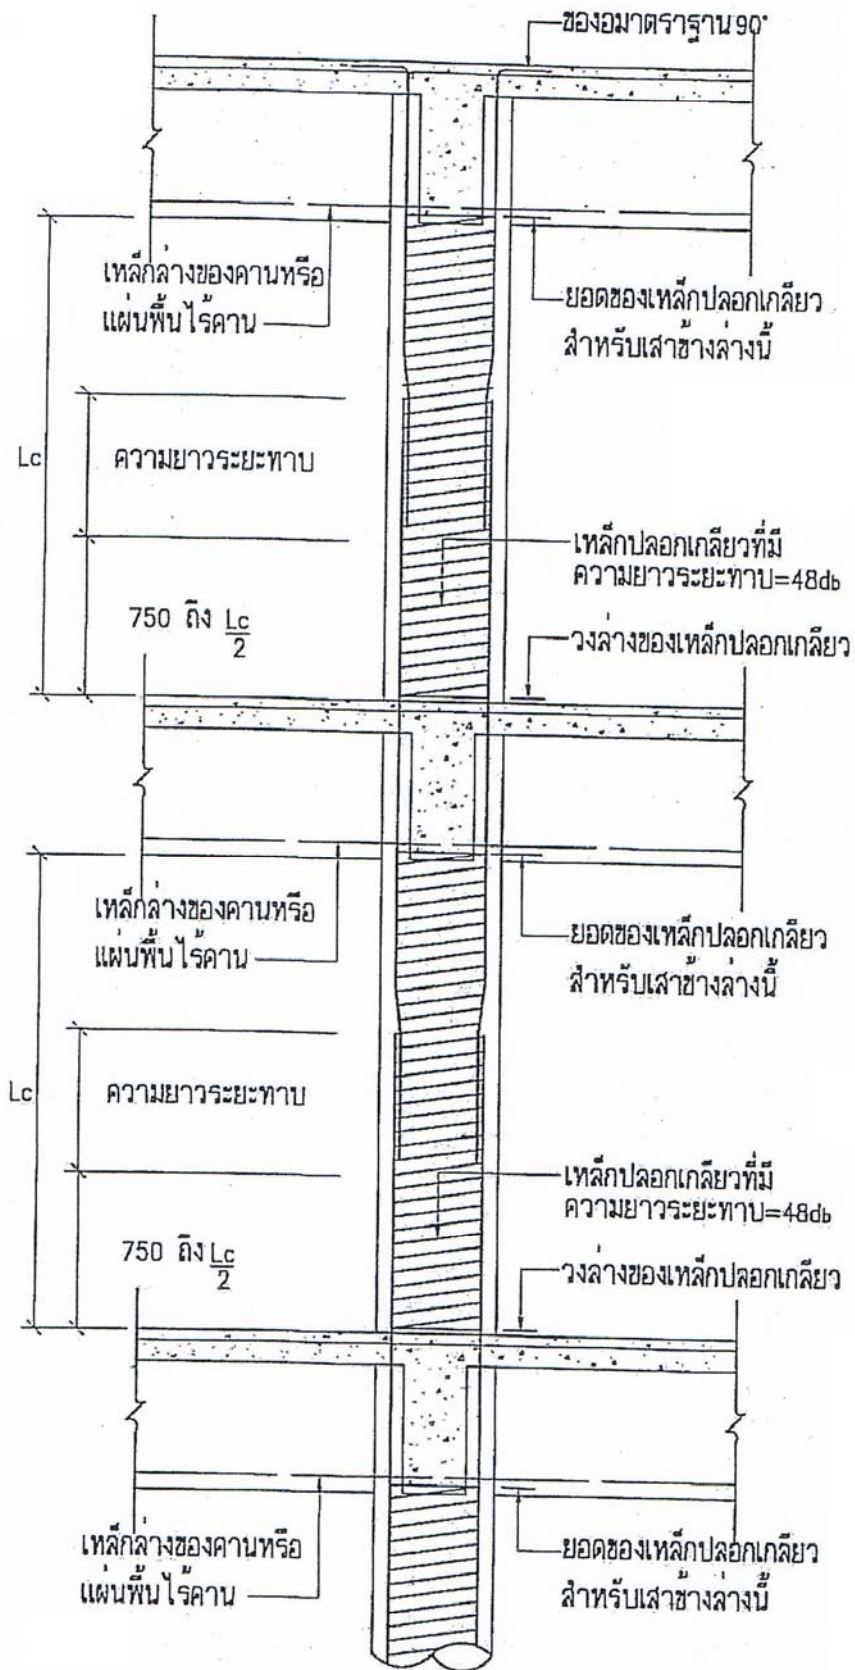 ของอมาตราฐาน90°
เหล็กล่างของคานหรือ
แผ่นพื้นไร้คาน
ยอดของเหล็กปลอกเกลียว
สำหรับเสาข้างล่างนี้
Lc
ความยาวระยะทาบ
เหล็กปลอกเกลียวที่มี
ความยาวระยะทาบ=48db
750 ถึง Lc
2
วงล่างของเหล็กปลอกเกลียว
เหล็กล่างของคานหรือ
แผ่นพื้นไร้คาน
ยอดของเหล็กปลอกเกลียว
สำหรับเสาข้างล่างนี้
Lc
ความยาวระยะทาบ
เหล็กปลอกเกลียวที่มี
ความยาวระยะทาบ=48db
750 ถึง Lc
2
วงล่างของเหล็กปลอกเกลียว
เหล็กล่างของคานหรือ
แผ่นพื้นไร้คาน
ยอดของเหล็กปลอกเกลียว
สำหรับเสาข้างล่างนี้